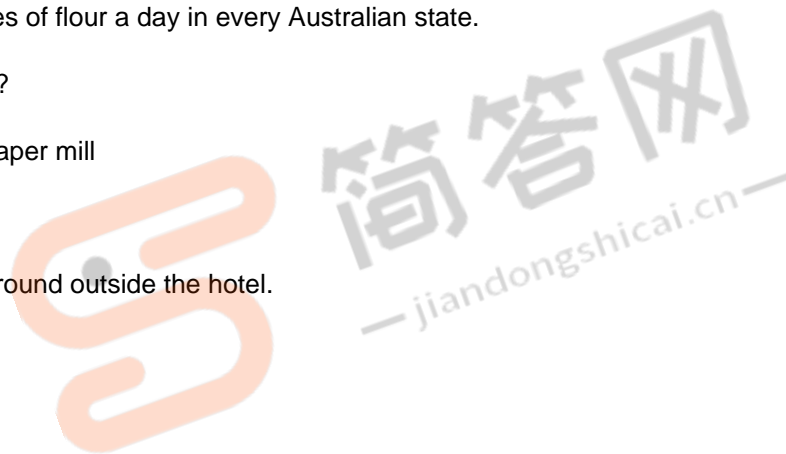 es of flour a day in every Australian state.
?
aper mill
简答网
jiandongshicai.cn
round outside the hotel.